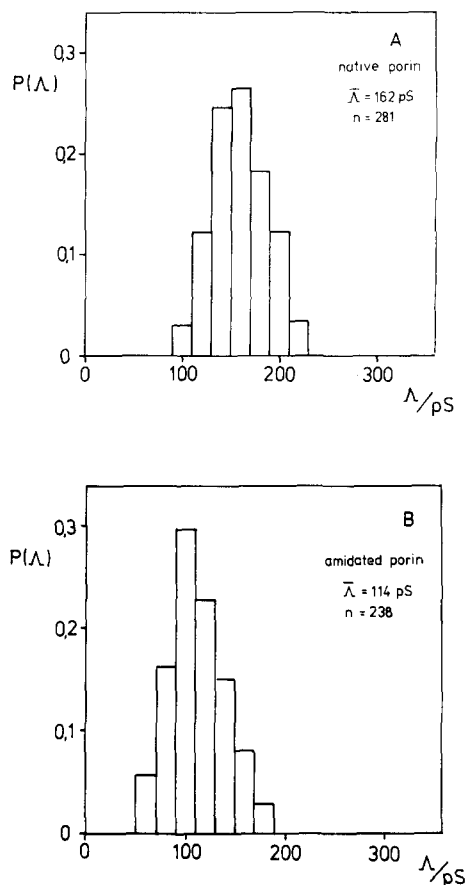 0,3
A
P(Λ)
native porin
Λ̄ = 162 pS
n = 281
0,2
0,1
0
0
100
200
300
Λ/pS
0,3
B
P(Λ)
amidated porin
Λ̄ = 114 pS
n = 238
0,2
0,1
0
0
100
200
300
Λ/pS